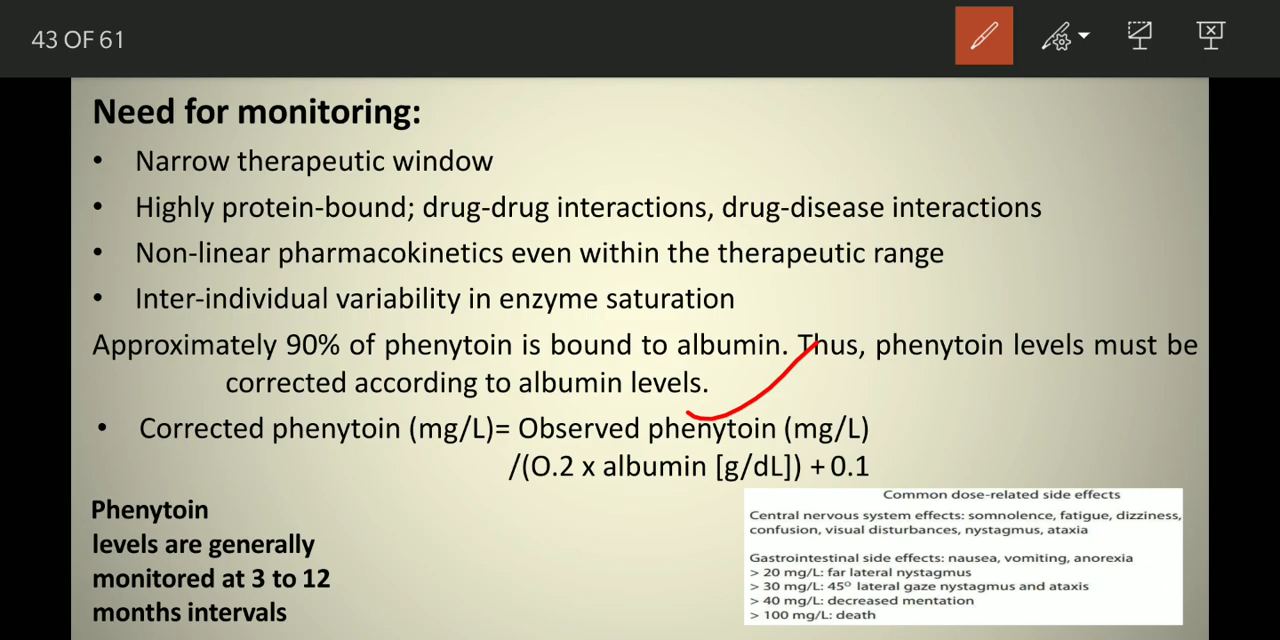 43 OF 61
Need for monitoring:
• Narrow therapeutic window
• Highly protein-bound; drug-drug interactions, drug-disease interactions
• Non-linear pharmacokinetics even within the therapeutic range
• Inter-individual variability in enzyme saturation
Approximately 90% of phenytoin is bound to albumin. Thus, phenytoin levels must be
corrected according to albumin levels.
• Corrected phenytoin (mg/L)= Observed phenytoin (mg/L)
/(O.2 x albumin [g/dL]) + 0.1
Phenytoin
levels are generally
monitored at 3 to 12
months intervals
Common dose-related side effects
Central nervous system effects: somnolence, fatigue, dizziness,
confusion, visual disturbances, nystagmus, ataxia
Gastrointestinal side effects: nausea, vomiting, anorexia
> 20 mg/L: far lateral nystagmus
> 30 mg/L: 45° lateral gaze nystagmus and ataxis
> 40 mg/L: decreased mentation
> 100 mg/L: death